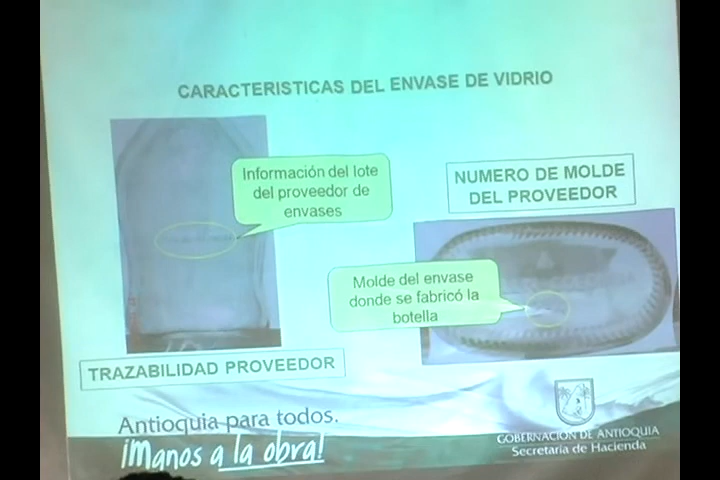 CARACTERISTICAS DEL ENVASE DE VIDRIO
Información del lote
del proveedor de
envases
NUMERO DE MOLDE
DEL PROVEEDOR
Molde del envase
donde se fabricó la
botella
TRAZABILIDAD PROVEEDOR
Antioquia para todos.
¡Manos a la obra!
GOBERNACIÓN DE ANTIOQUIA
Secretaría de Hacienda